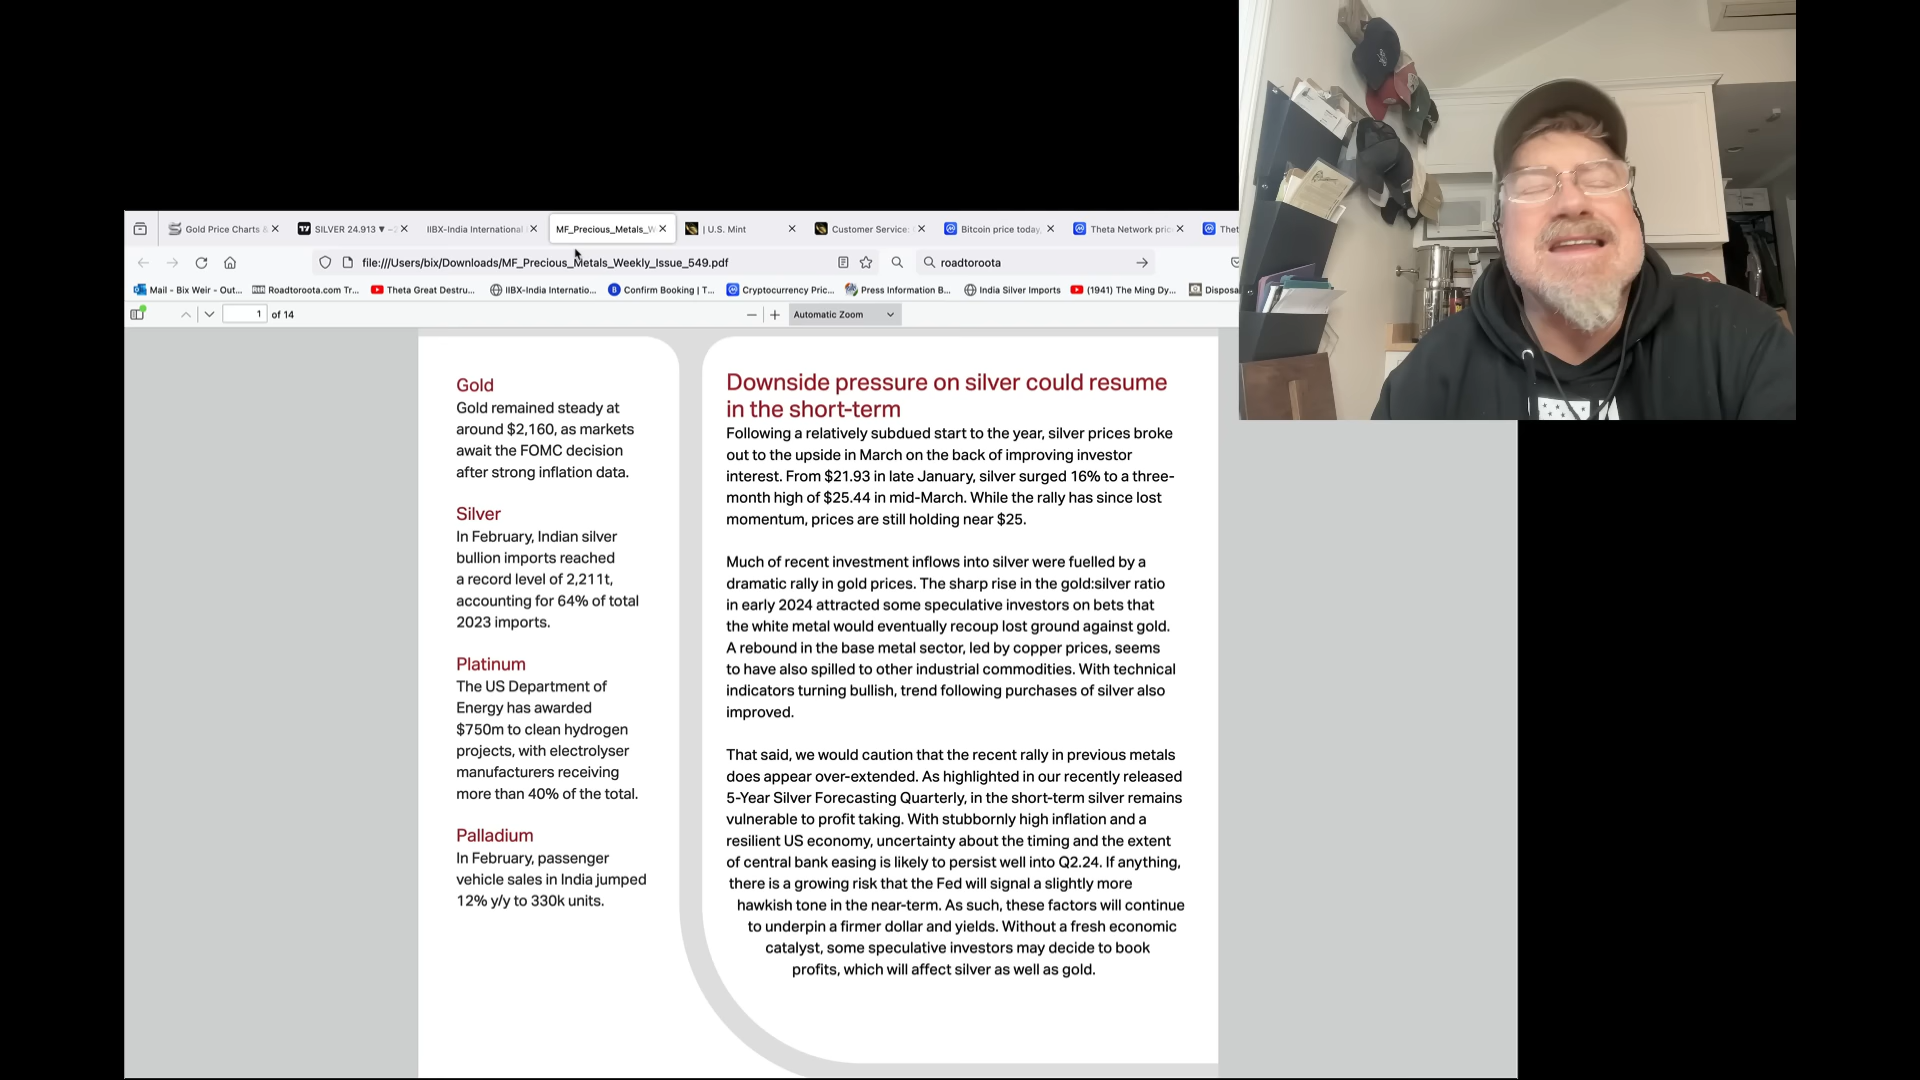 Gold Price Charts &
SILVER 24.913 ▼ −
IIBX-India International
MF_Precious_Metals_W
| U.S. Mint
Customer Service:
Bitcoin price today,
Theta Network pric
Thet
file:///Users/bix/Downloads/MF_Precious_Metals_Weekly_Issue_549.pdf
roadtoroota
Mail - Bix Weir - Out...
Roadtoroota.com Tr...
Theta Great Destru...
IIBX-India Internatio...
Confirm Booking | T...
Cryptocurrency Pric...
Press Information B...
India Silver Imports
(1941) The Ming Dy...
Disposa
1 of 14
Automatic Zoom
Gold
Gold remained steady at
around $2,160, as markets
await the FOMC decision
after strong inflation data.
Silver
In February, Indian silver
bullion imports reached
a record level of 2,211t,
accounting for 64% of total
2023 imports.
Platinum
The US Department of
Energy has awarded
$750m to clean hydrogen
projects, with electrolyser
manufacturers receiving
more than 40% of the total.
Palladium
In February, passenger
vehicle sales in India jumped
12% y/y to 330k units.
Downside pressure on silver could resume
in the short-term
Following a relatively subdued start to the year, silver prices broke
out to the upside in March on the back of improving investor
interest. From $21.93 in late January, silver surged 16% to a three-
month high of $25.44 in mid-March. While the rally has since lost
momentum, prices are still holding near $25.
Much of recent investment inflows into silver were fuelled by a
dramatic rally in gold prices. The sharp rise in the gold:silver ratio
in early 2024 attracted some speculative investors on bets that
the white metal would eventually recoup lost ground against gold.
A rebound in the base metal sector, led by copper prices, seems
to have also spilled to other industrial commodities. With technical
indicators turning bullish, trend following purchases of silver also
improved.
That said, we would caution that the recent rally in previous metals
does appear over-extended. As highlighted in our recently released
5-Year Silver Forecasting Quarterly, in the short-term silver remains
vulnerable to profit taking. With stubbornly high inflation and a
resilient US economy, uncertainty about the timing and the extent
of central bank easing is likely to persist well into Q2.24. If anything,
there is a growing risk that the Fed will signal a slightly more
hawkish tone in the near-term. As such, these factors will continue
to underpin a firmer dollar and yields. Without a fresh economic
catalyst, some speculative investors may decide to book
profits, which will affect silver as well as gold.